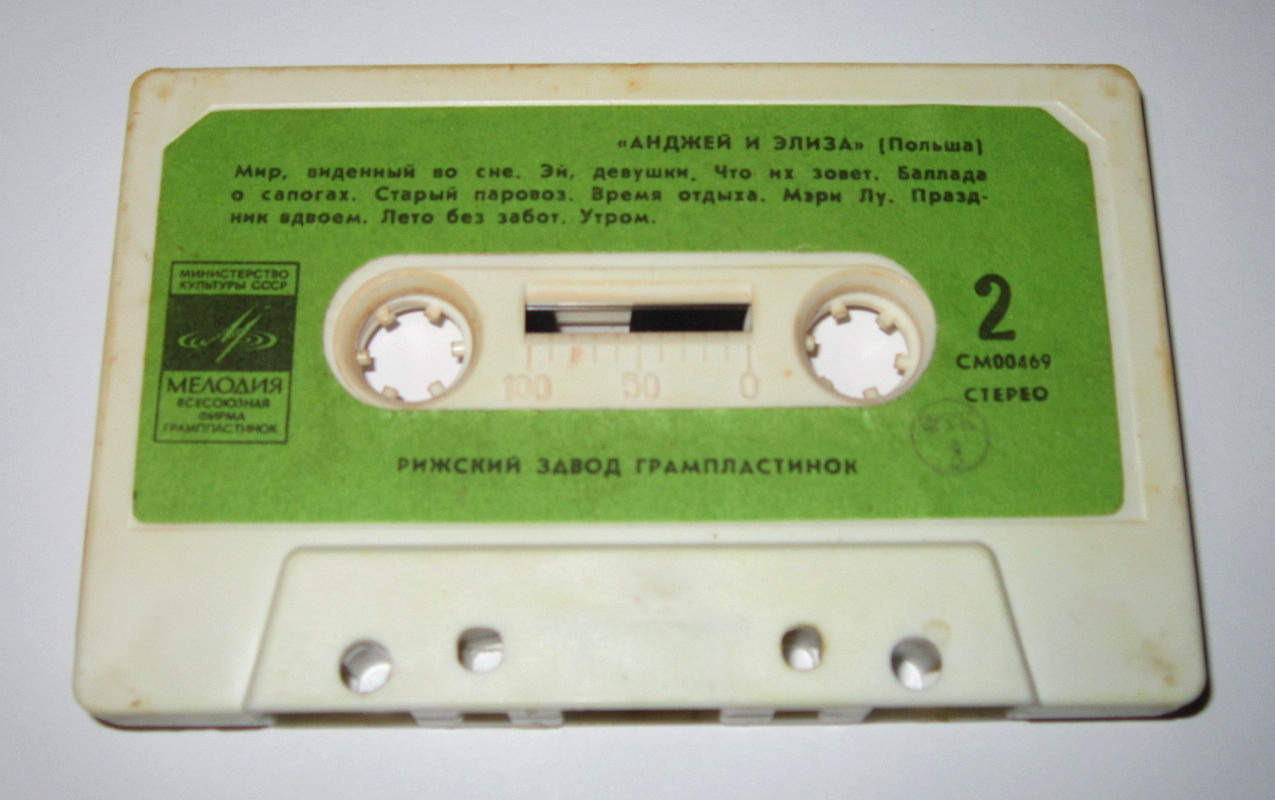 «АНДЖЕЙ И ЭЛИЗА» (Польша)
Мир, виденный во сне. Эй, девушки. Что их зовет. Баллада
о сапогах. Старый паровоз. Время отдыха. Мэри Лу. Празд-
ник вдвоем. Лето без забот. Утром.
МИНИСТЕРСТВО
КУЛЬТУРЫ СССР
МЕЛОДИЯ
ВСЕСОЮЗНАЯ
ФИРМА
ГРАМПЛАСТИНОК
2
СМ00469
СТЕРЕО
100 50 0
РИЖСКИЙ ЗАВОД ГРАМПЛАСТИНОК